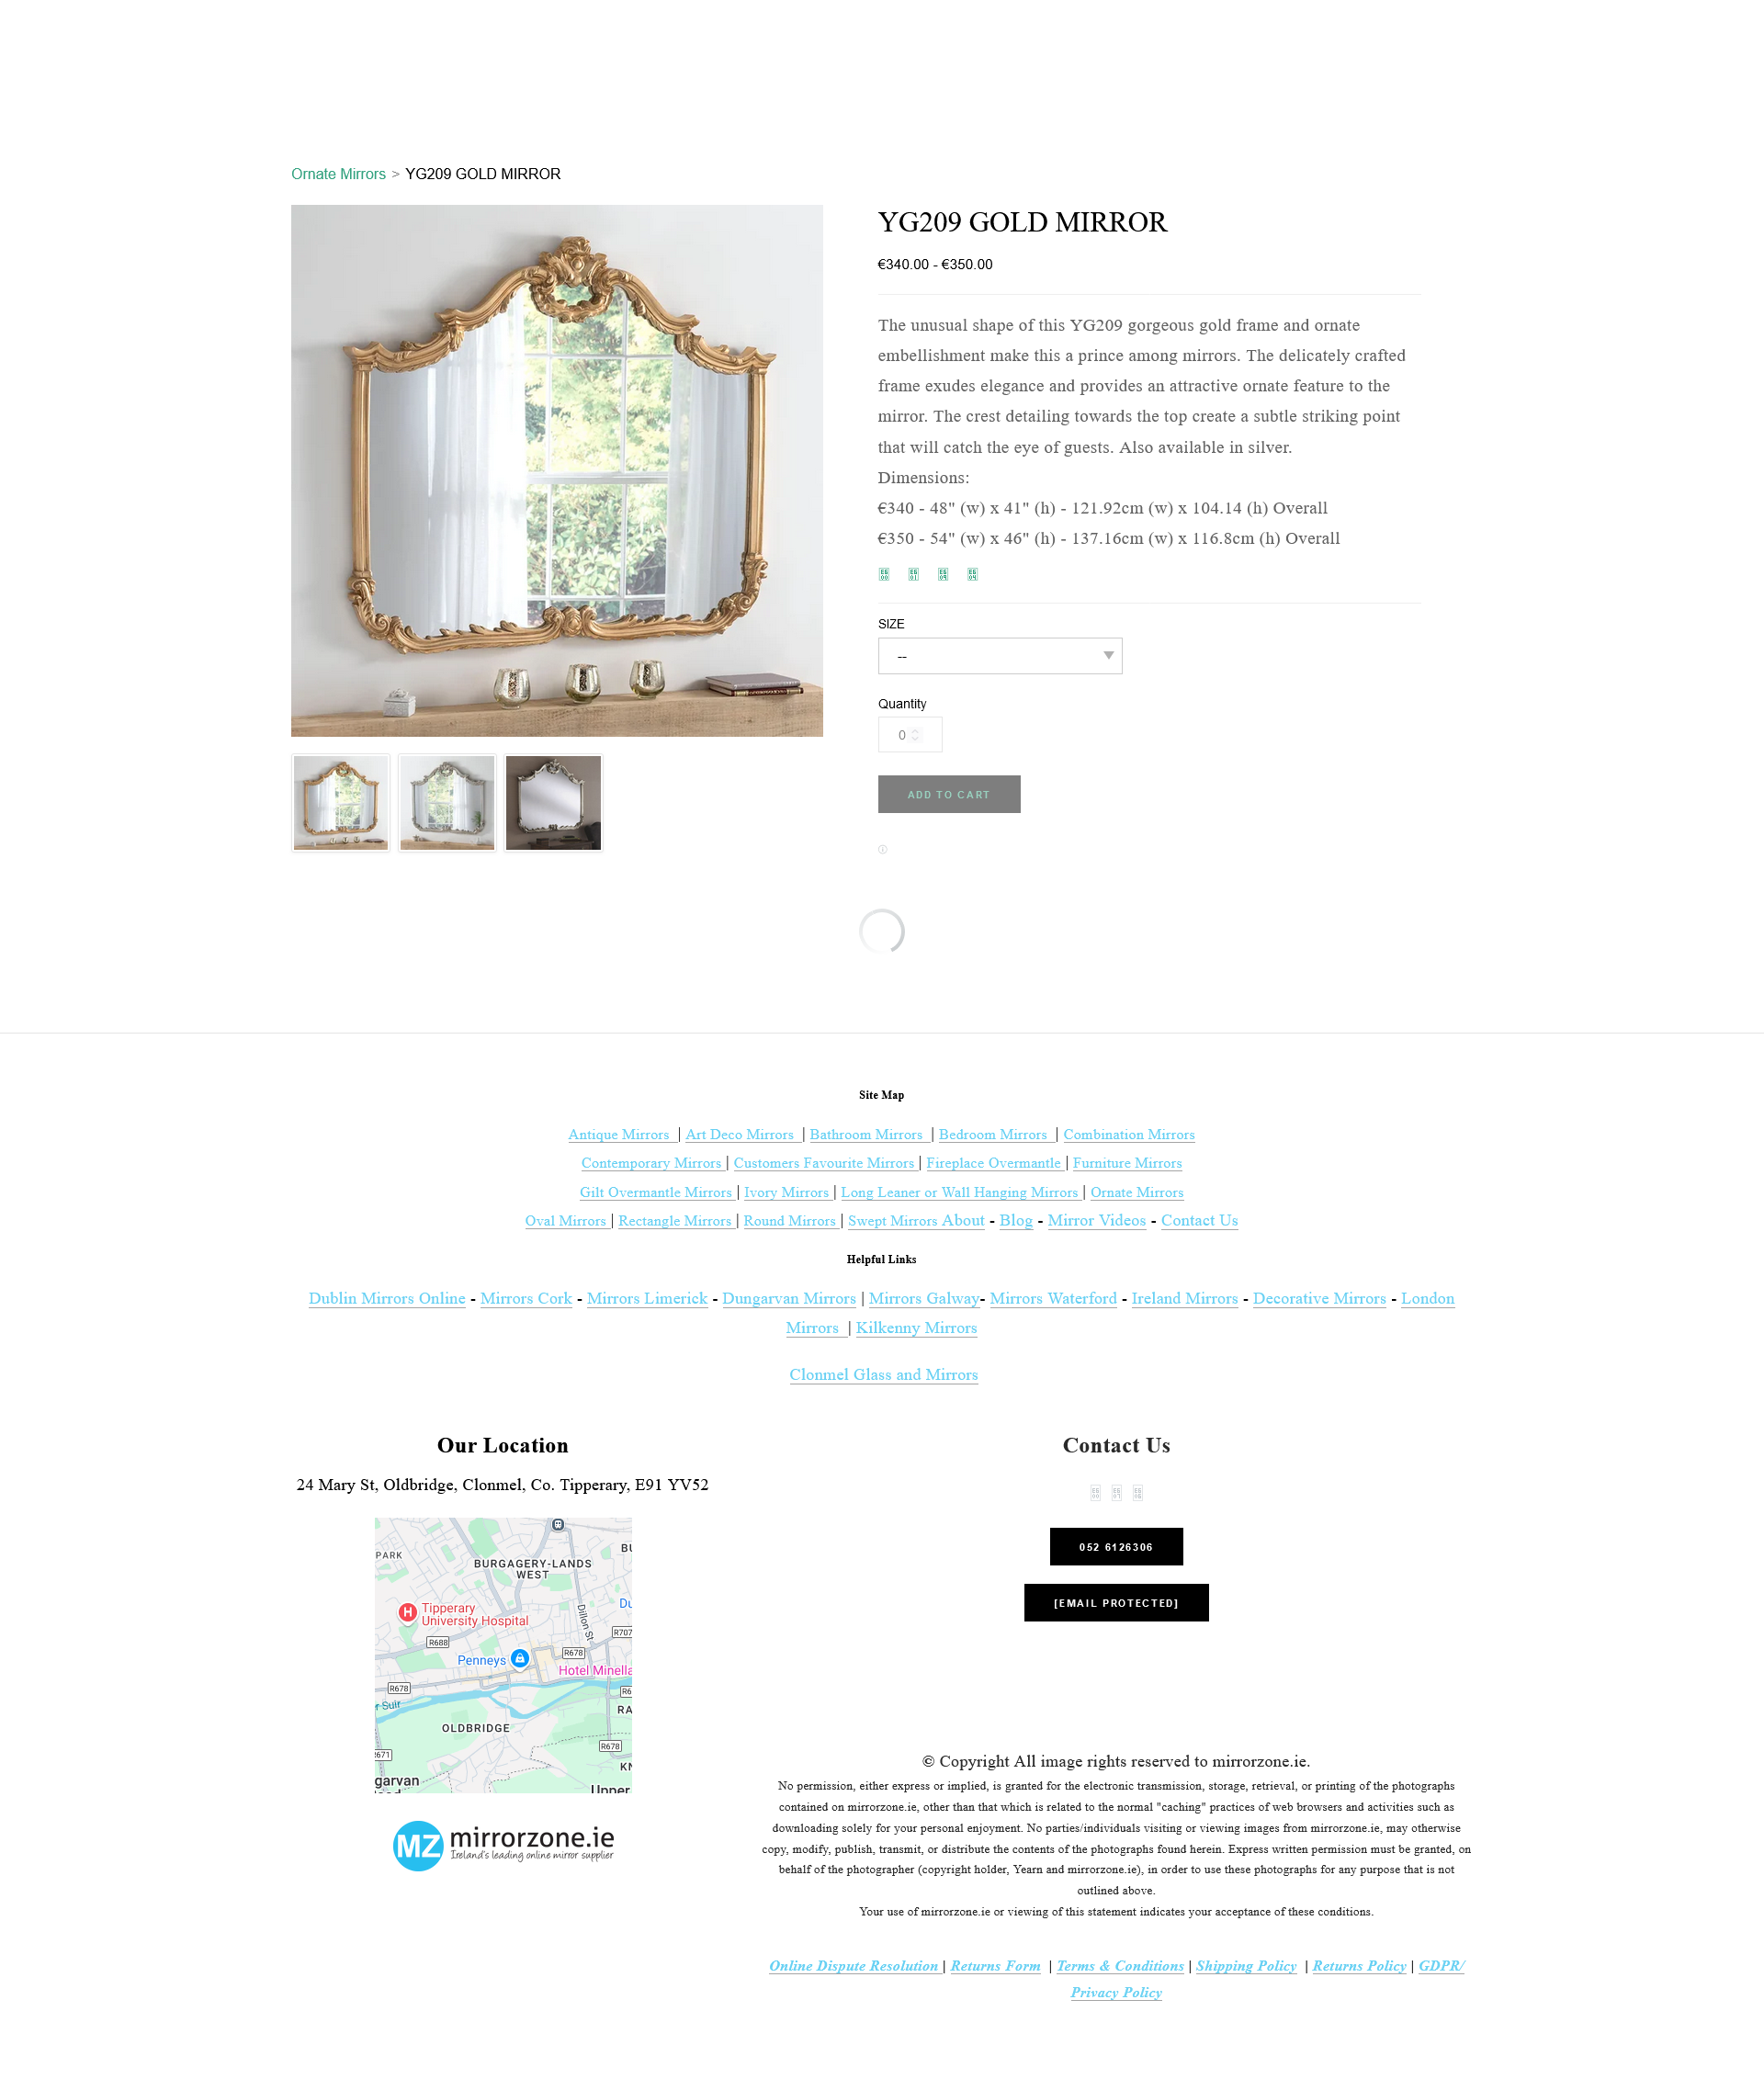 Ornate Mirrors > YG209 GOLD MIRROR
YG209 GOLD MIRROR
€340.00 - €350.00
The unusual shape of this YG209 gorgeous gold frame and ornate
embellishment make this a prince among mirrors. The delicately crafted
frame exudes elegance and provides an attractive ornate feature to the
mirror. The crest detailing towards the top create a subtle striking point
that will catch the eye of guests. Also available in silver.
Dimensions:
€340 - 48" (w) x 41" (h) - 121.92cm (w) x 104.14 (h) Overall
€350 - 54" (w) x 46" (h) - 137.16cm (w) x 116.8cm (h) Overall
SIZE
--
Quantity
0
ADD TO CART
Site Map
Antique Mirrors | Art Deco Mirrors | Bathroom Mirrors | Bedroom Mirrors | Combination Mirrors
Contemporary Mirrors | Customers Favourite Mirrors | Fireplace Overmantle | Furniture Mirrors
Gilt Overmantle Mirrors | Ivory Mirrors | Long Leaner or Wall Hanging Mirrors | Ornate Mirrors
Oval Mirrors | Rectangle Mirrors | Round Mirrors | Swept Mirrors About - Blog - Mirror Videos - Contact Us
Helpful Links
Dublin Mirrors Online - Mirrors Cork - Mirrors Limerick - Dungarvan Mirrors | Mirrors Galway- Mirrors Waterford - Ireland Mirrors - Decorative Mirrors - London
Mirrors | Kilkenny Mirrors
Clonmel Glass and Mirrors
Our Location
24 Mary St, Oldbridge, Clonmel, Co. Tipperary, E91 YV52
PARK
BURGAGERY-LANDS
WEST
BU
Tipperary
University Hospital
Dillon St
Du
R707
R688
R678
Penneys
Hotel Minella
R678
R6
r Suir
RA
OLDBRIDGE
R678
R671
KN
garvan
Upper
MZ mirrorzone.ie
Ireland's leading online mirror supplier
Contact Us
052 6126306
[EMAIL PROTECTED]
© Copyright All image rights reserved to mirrorzone.ie.
No permission, either express or implied, is granted for the electronic transmission, storage, retrieval, or printing of the photographs
contained on mirrorzone.ie, other than that which is related to the normal "caching" practices of web browsers and activities such as
downloading solely for your personal enjoyment. No parties/individuals visiting or viewing images from mirrorzone.ie, may otherwise
copy, modify, publish, transmit, or distribute the contents of the photographs found herein. Express written permission must be granted, on
behalf of the photographer (copyright holder, Yearn and mirrorzone.ie), in order to use these photographs for any purpose that is not
outlined above.
Your use of mirrorzone.ie or viewing of this statement indicates your acceptance of these conditions.
Online Dispute Resolution | Returns Form | Terms & Conditions | Shipping Policy | Returns Policy | GDPR/
Privacy Policy